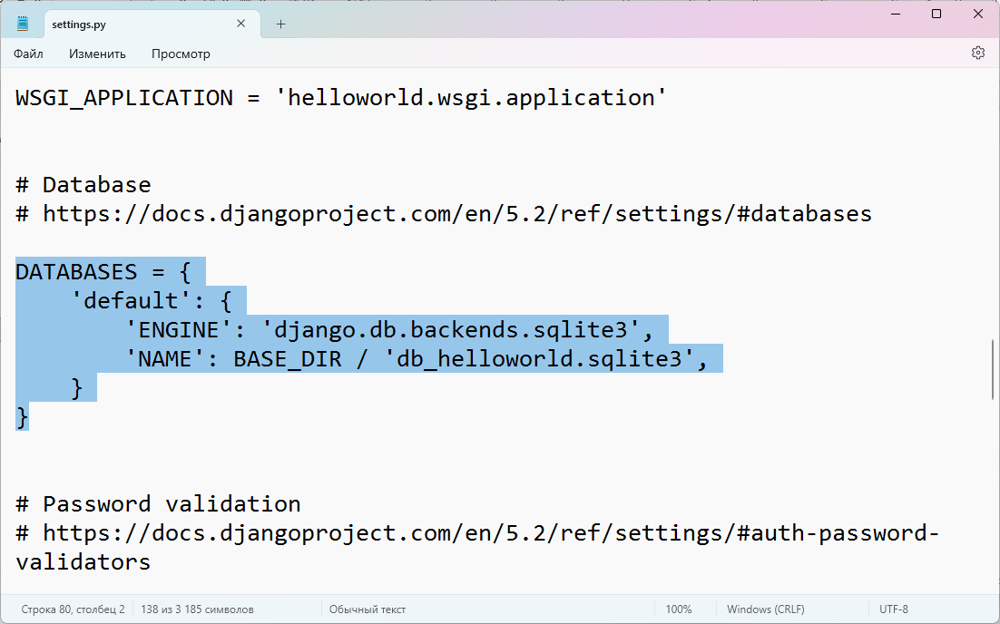 settings.py
Файл Изменить Просмотр
WSGI_APPLICATION = 'helloworld.wsgi.application'
# Database
# https://docs.djangoproject.com/en/5.2/ref/settings/#databases
DATABASES = {
    'default': {
        'ENGINE': 'django.db.backends.sqlite3',
        'NAME': BASE_DIR / 'db_helloworld.sqlite3',
    }
}
# Password validation
# https://docs.djangoproject.com/en/5.2/ref/settings/#auth-password-
validators
Строка 80, столбец 2 138 из 3 185 символов Обычный текст 100% Windows (CRLF) UTF-8